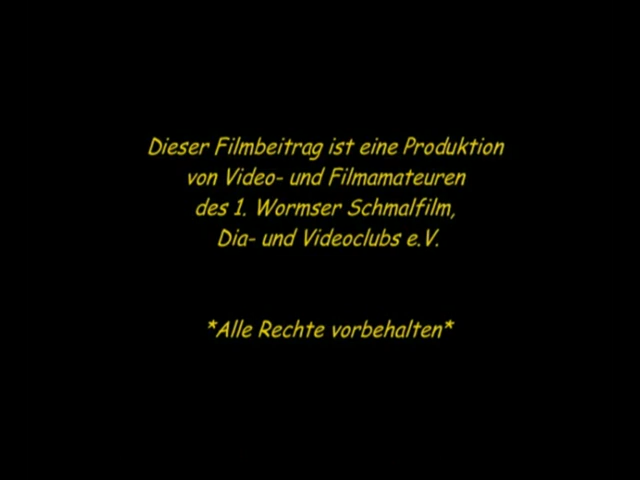 Dieser Filmbeitrag ist eine Produktion
von Video- und Filmamateuren
des 1. Wormser Schmalfilm,
Dia- und Videoclubs e.V.
*Alle Rechte vorbehalten*